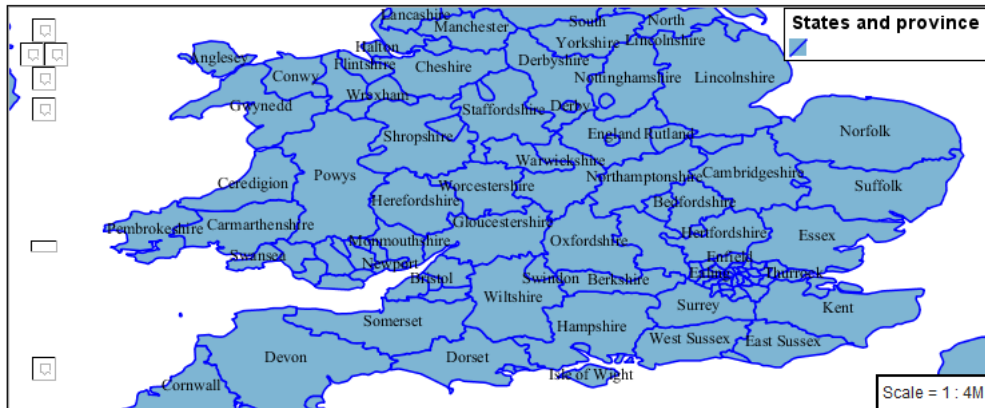 States and province
Lancashire
Manchester
South
North
Yorkshire
Lincolnshire
Halton
Anglesey
Flintshire
Cheshire
Derbyshire
Conwy
Nottinghamshire
Lincolnshire
Wrexham
Gwynedd
Staffordshire
Derby
Shropshire
England
Rutland
Norfolk
Warwickshire
Powys
Northamptonshire
Cambridgeshire
Ceredigion
Worcestershire
Suffolk
Herefordshire
Bedfordshire
Pembrokeshire
Carmarthenshire
Gloucestershire
Hertfordshire
Essex
Monmouthshire
Oxfordshire
Swansea
Enfield
Newport
Ealing
Thurrock
Bristol
Swindon
Berkshire
Wiltshire
Surrey
Kent
Somerset
Hampshire
West Sussex
East Sussex
Devon
Dorset
Isle of Wight
Cornwall
Scale = 1 : 4M